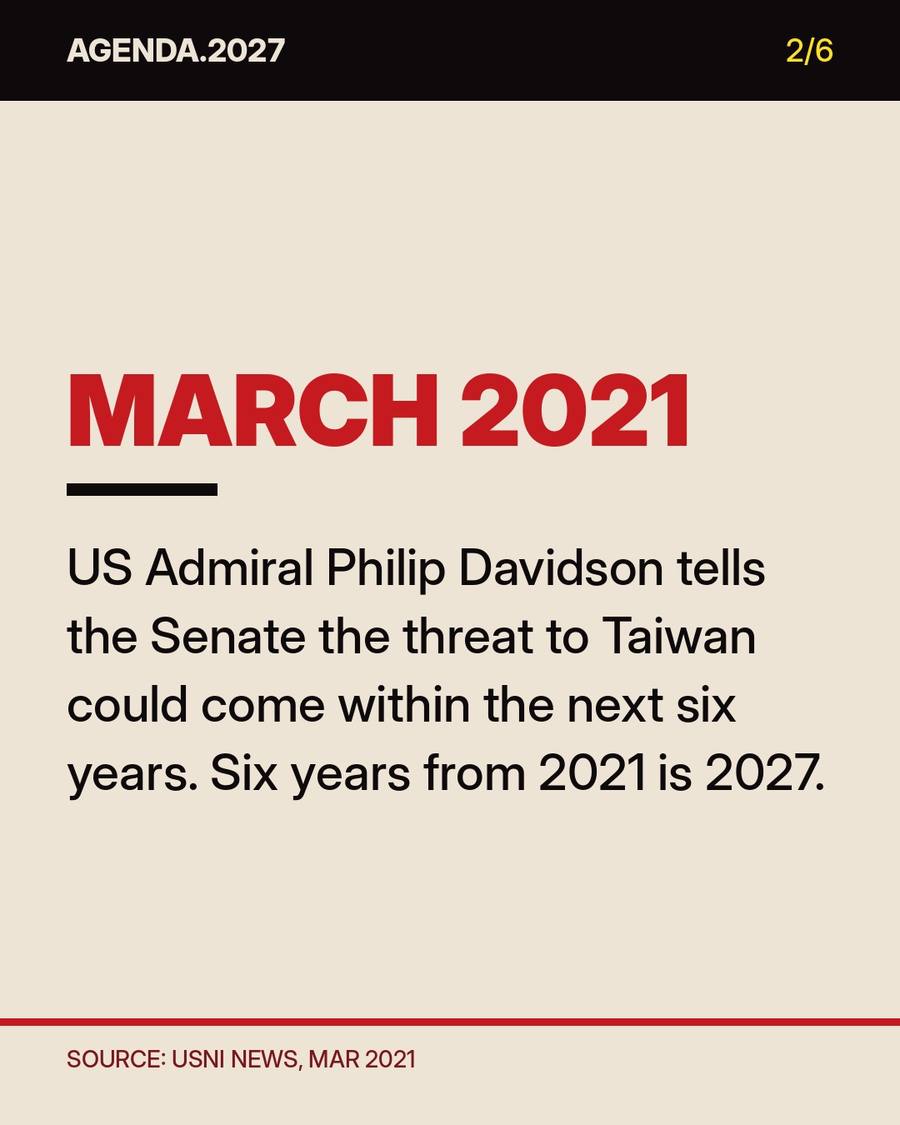 AGENDA.2027
2/6
MARCH 2021
US Admiral Philip Davidson tells
the Senate the threat to Taiwan
could come within the next six
years. Six years from 2021 is 2027.
SOURCE: USNI NEWS, MAR 2021